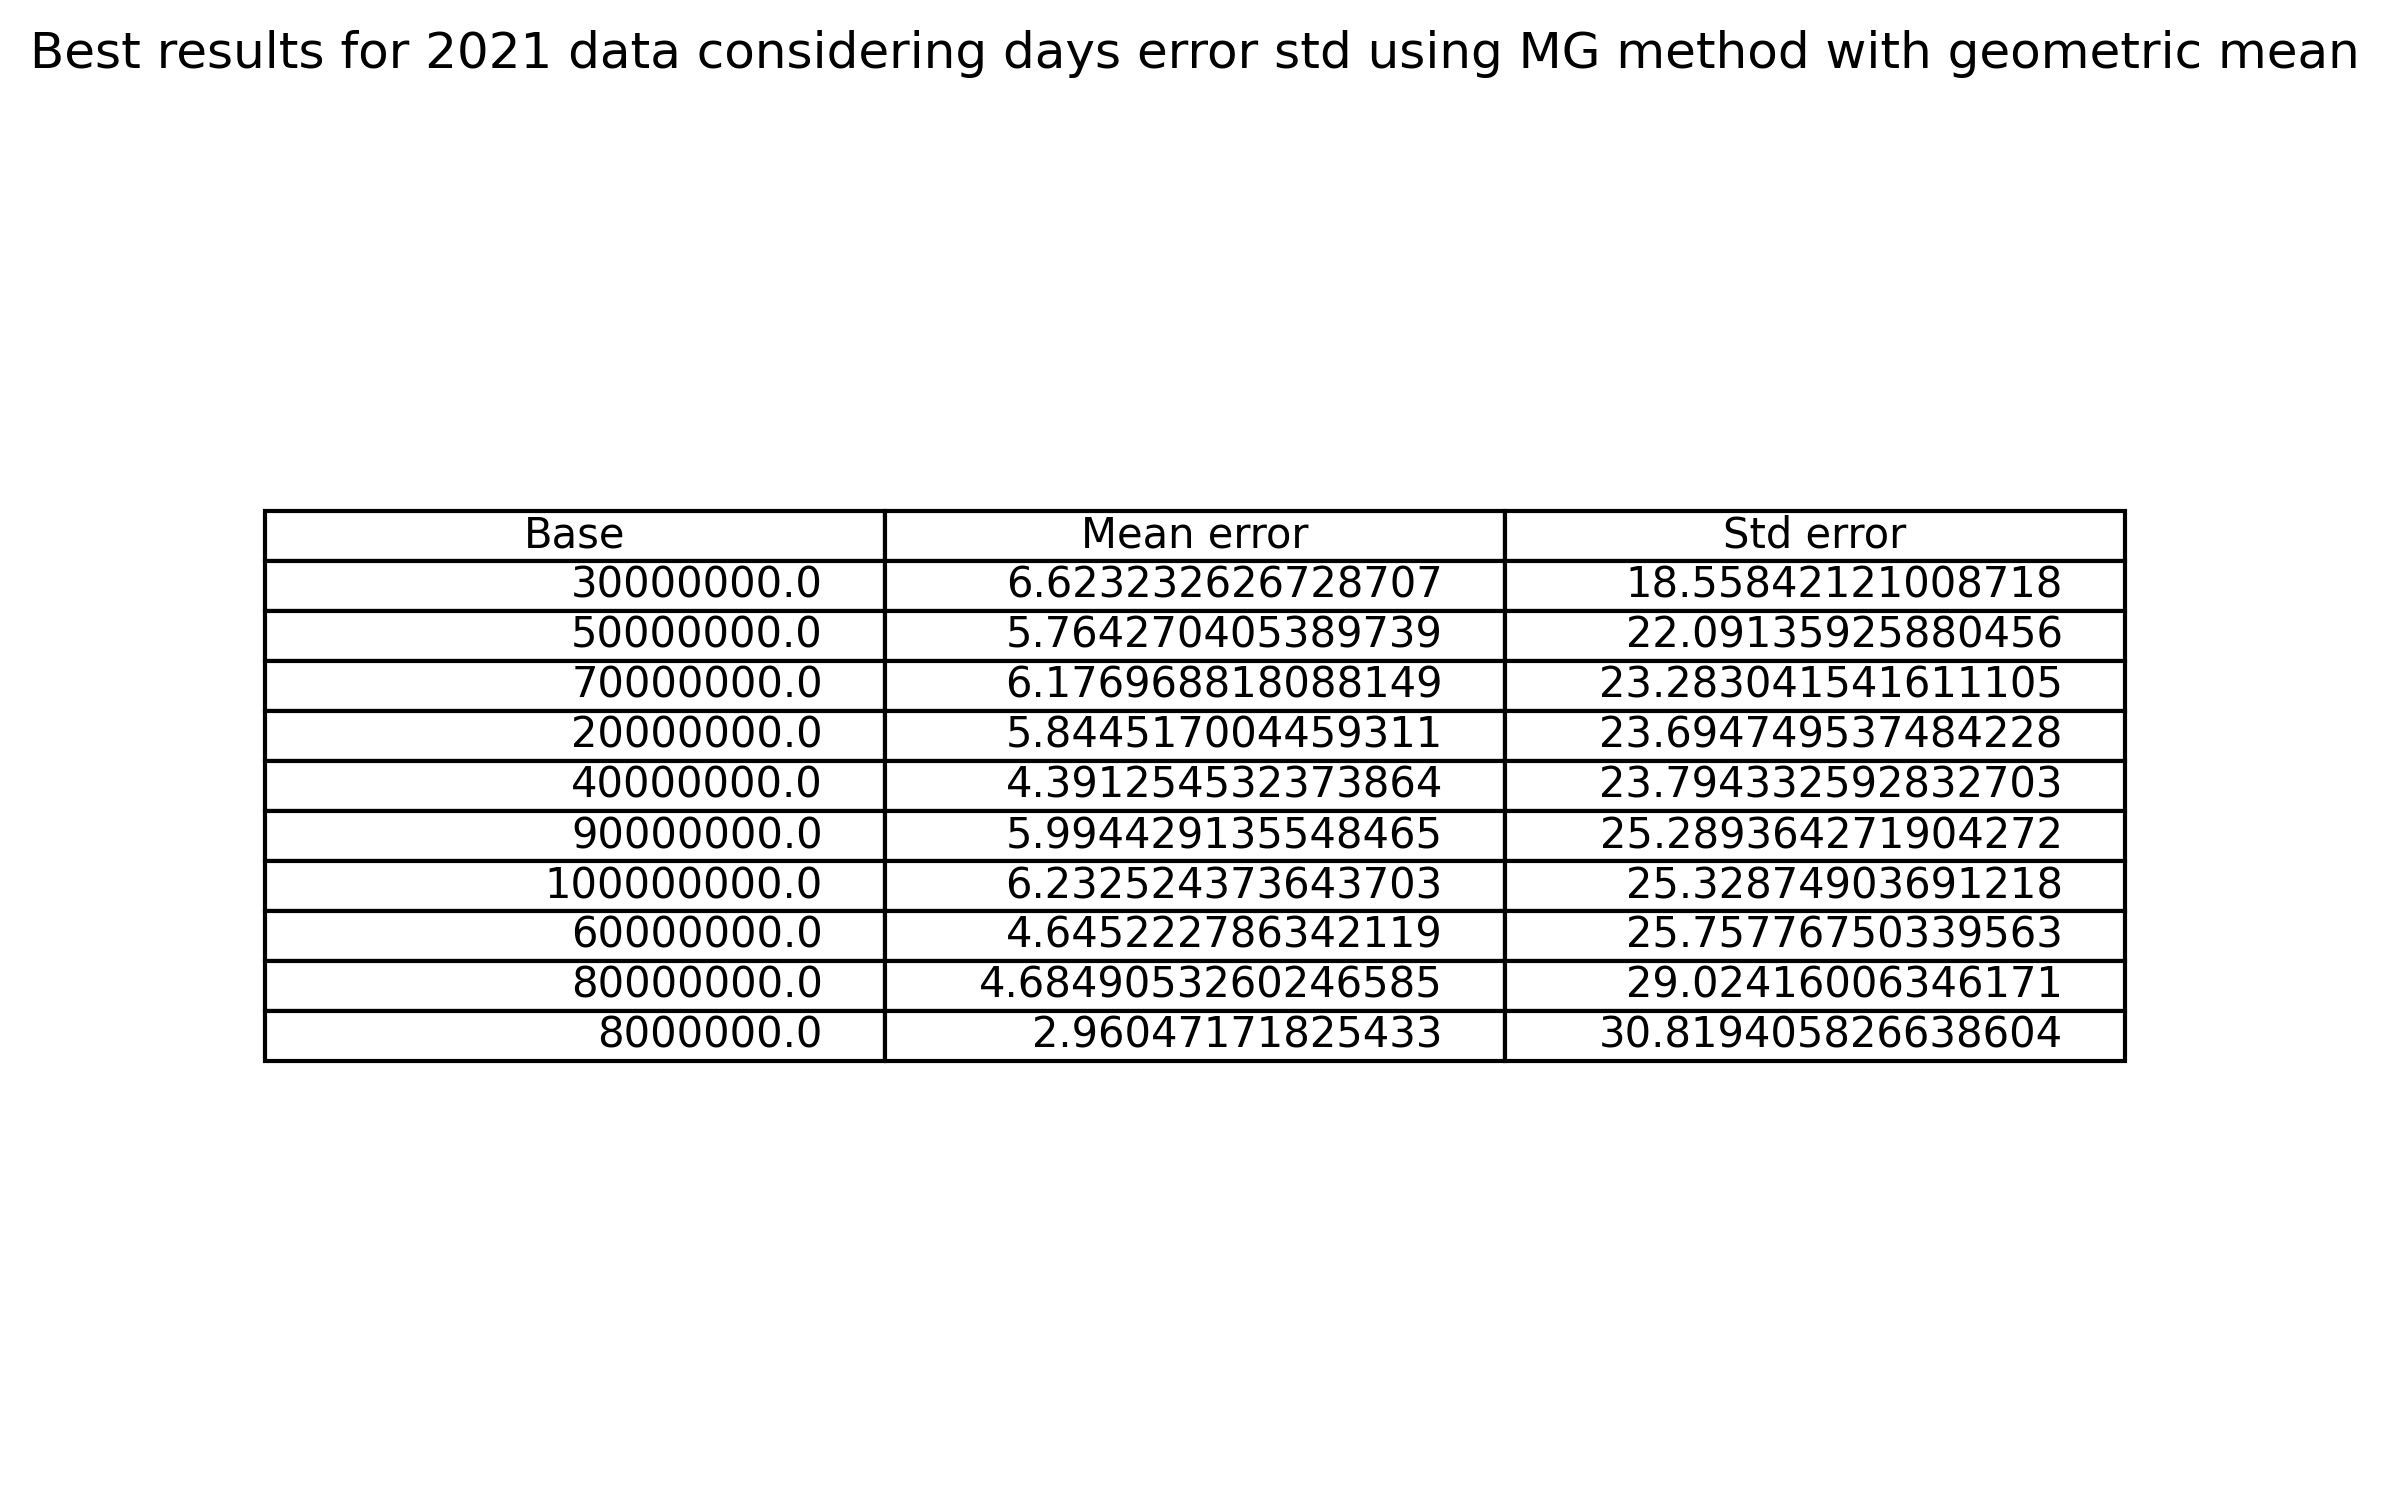 Best results for 2021 data considering days error std using MG method with geometric mean
Base Mean error Std error
30000000.0 6.623232626728707 18.55842121008718
50000000.0 5.764270405389739 22.09135925880456
70000000.0 6.176968818088149 23.283041541611105
20000000.0 5.844517004459311 23.694749537484228
40000000.0 4.391254532373864 23.794332592832703
90000000.0 5.994429135548465 25.289364271904272
100000000.0 6.232524373643703 25.32874903691218
60000000.0 4.645222786342119 25.75776750339563
80000000.0 4.6849053260246585 29.02416006346171
8000000.0 2.96047171825433 30.819405826638604